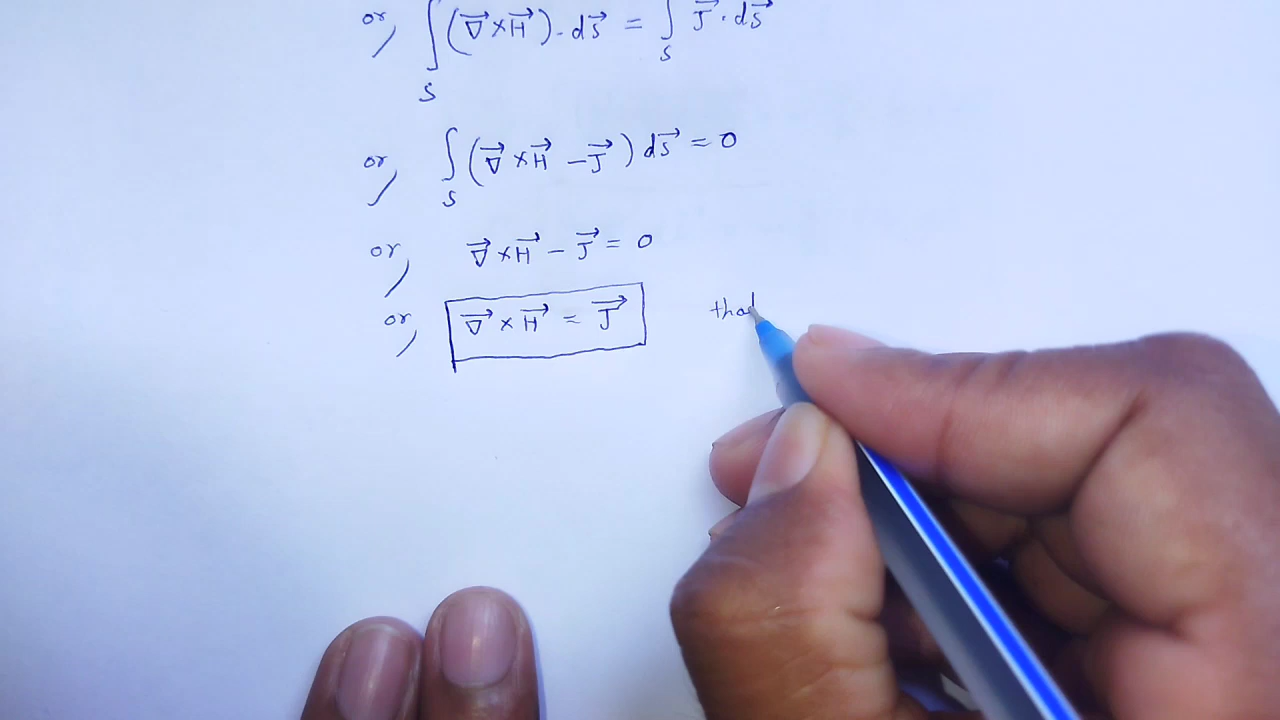 or, ∫_S (∇⃗ × H⃗) · dS⃗ = ∫_S J⃗ · dS⃗
or, ∫_S (∇⃗ × H⃗ − J⃗) dS⃗ = 0
or, ∇⃗ × H⃗ − J⃗ = 0
or, ∇⃗ × H⃗ = J⃗